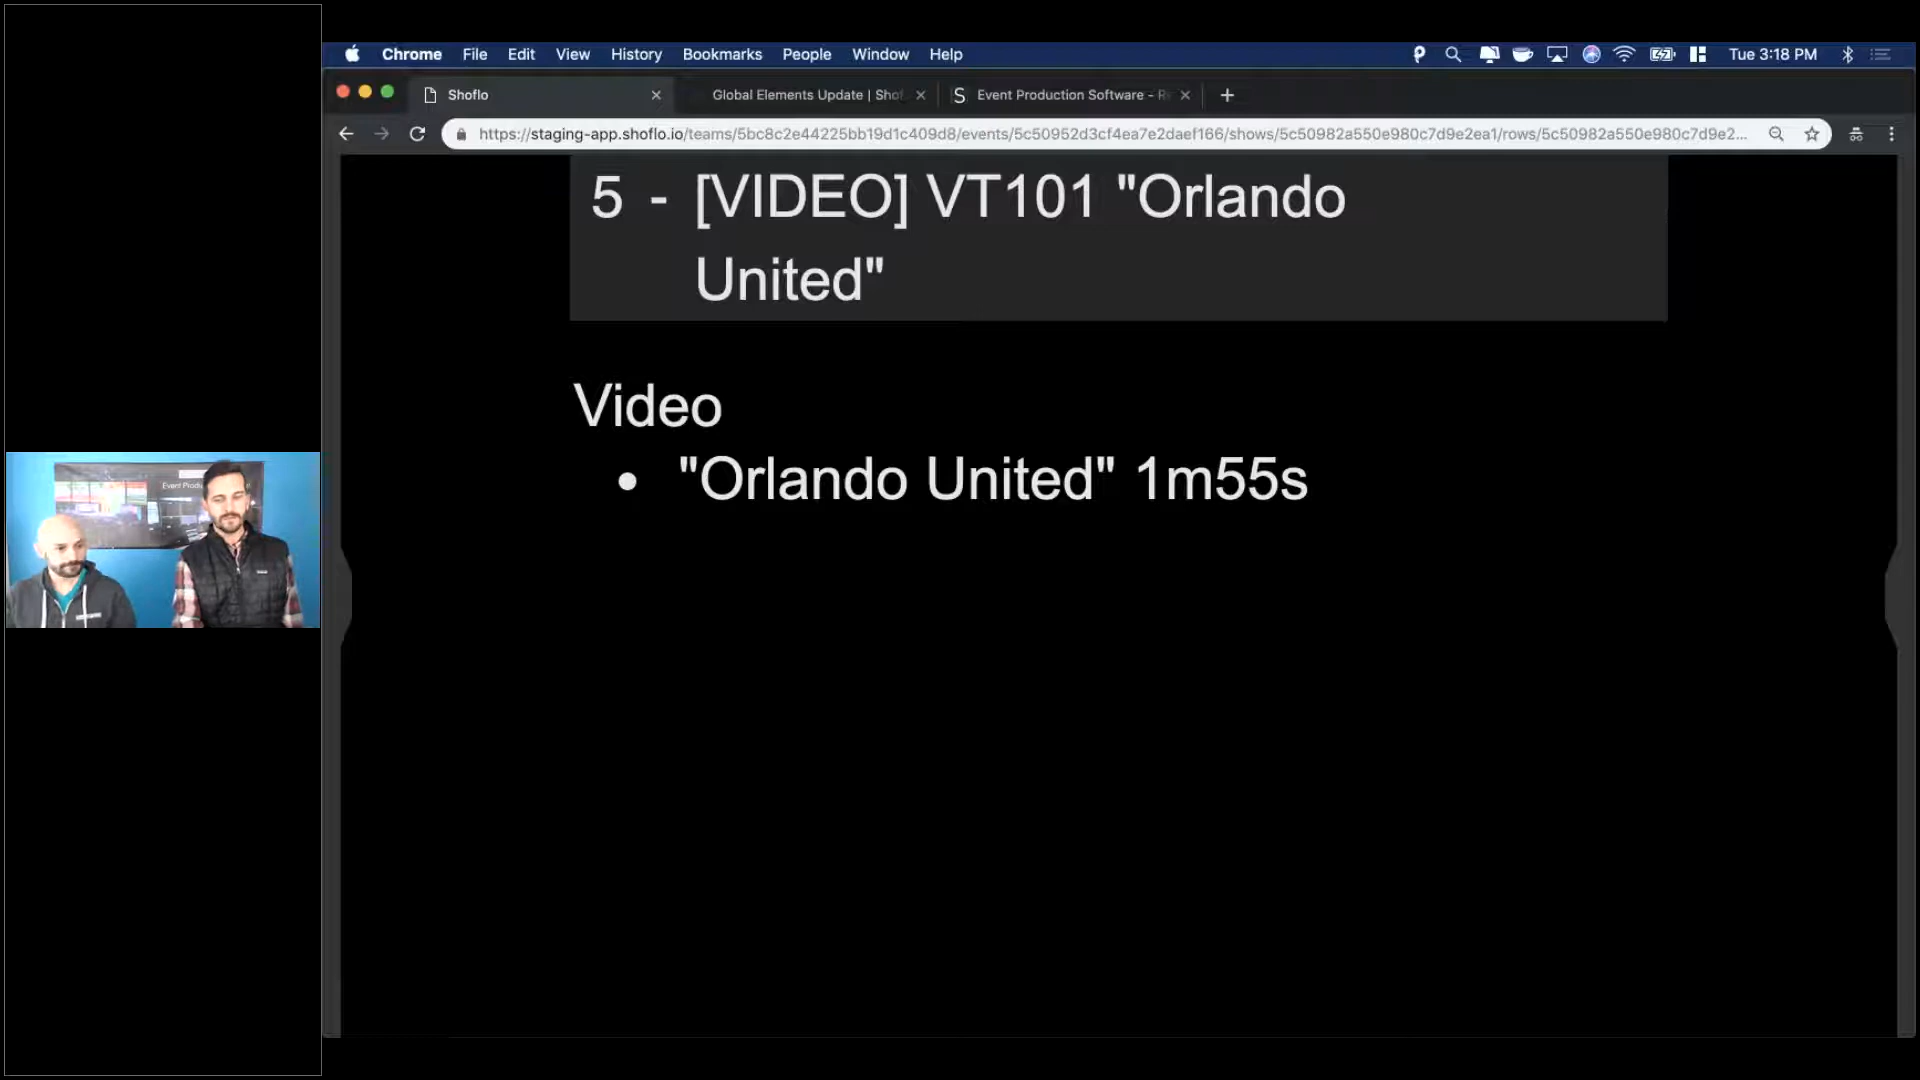 Chrome File Edit View History Bookmarks People Window Help Tue 3:18 PM
Shoflo Global Elements Update | Shof Event Production Software - R
https://staging-app.shoflo.io/teams/5bc8c2e44225bb19d1c409d8/events/5c50952d3cf4ea7e2daef166/shows/5c50982a550e980c7d9e2ea1/rows/5c50982a550e980c7d9e2...
5 - [VIDEO] VT101 "Orlando
United"
Video
• "Orlando United" 1m55s
Event Produ